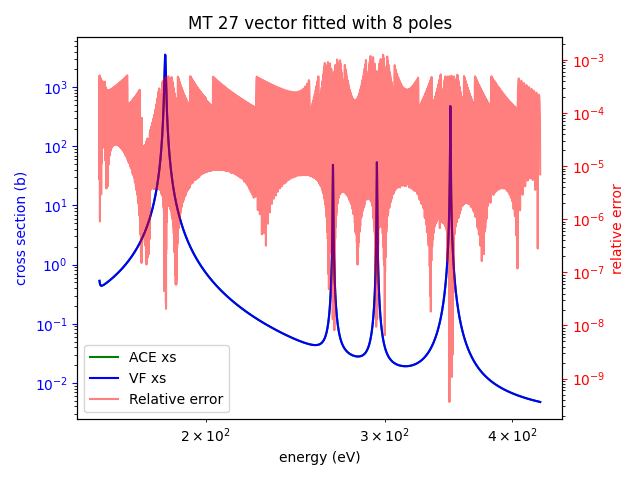 MT 27 vector fitted with 8 poles
cross section (b)
10³
10²
10¹
10⁰
10⁻¹
10⁻²
10⁻³
10⁻⁴
10⁻⁵
10⁻⁶
10⁻⁷
10⁻⁸
10⁻⁹
relative error
ACE xs
VF xs
Relative error
2 × 10²
3 × 10²
4 × 10²
energy (eV)